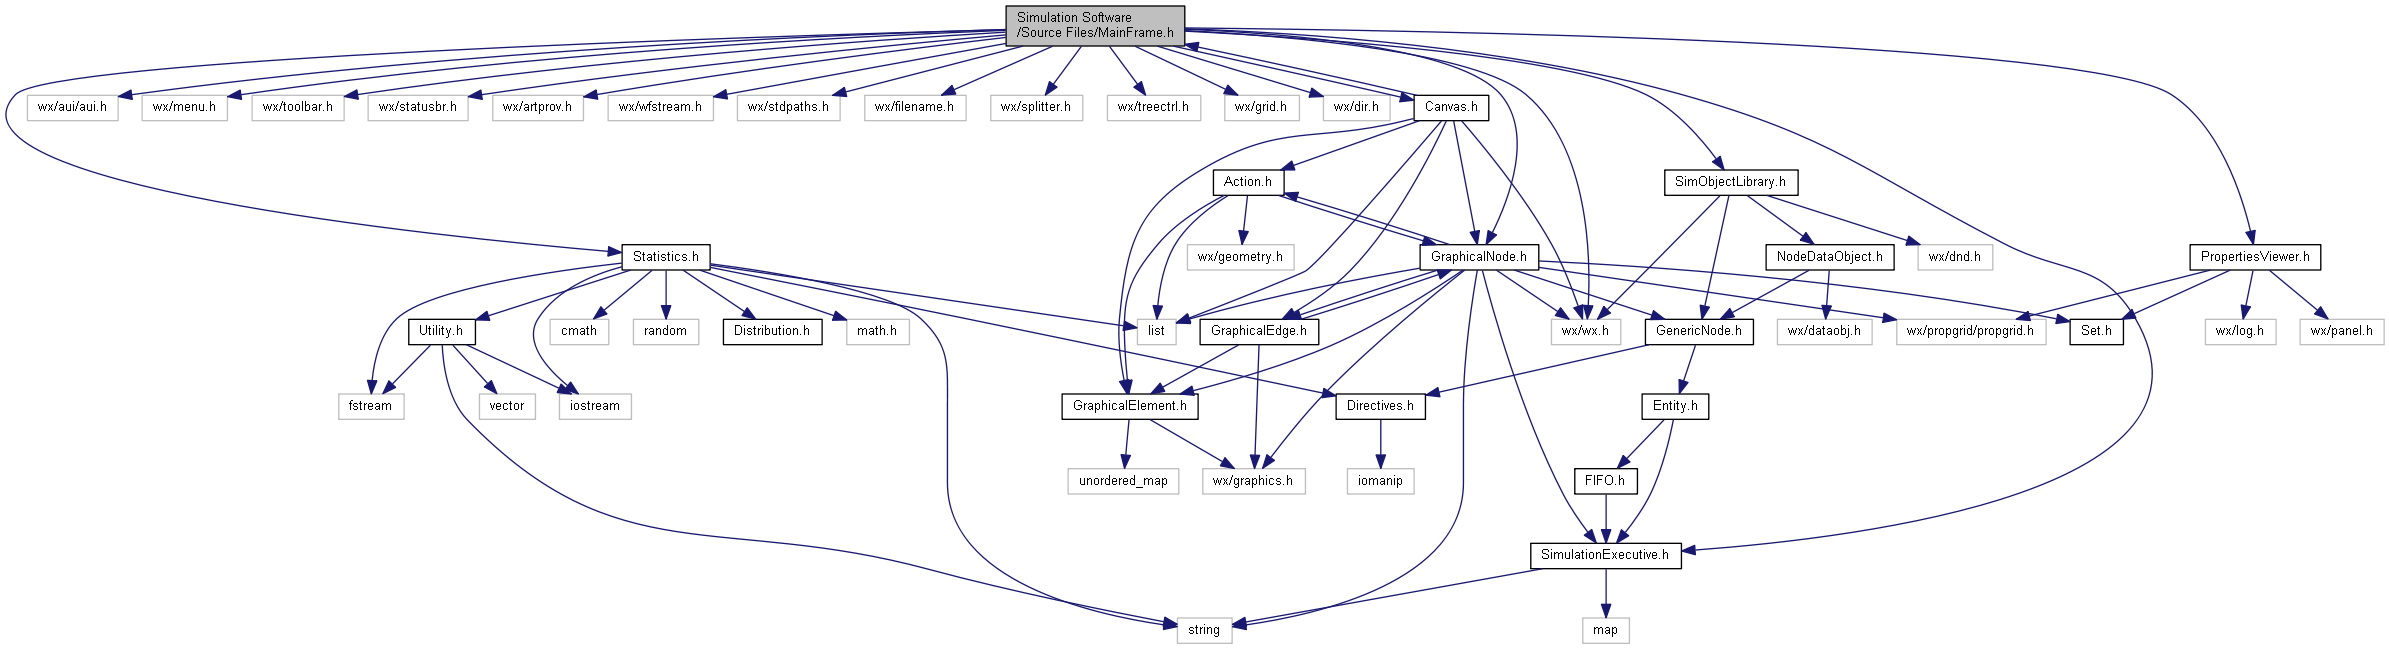 Simulation Software
/Source Files/MainFrame.h
wx/aui/aui.h
wx/menu.h
wx/toolbar.h
wx/statusbr.h
wx/artprov.h
wx/wfstream.h
wx/stdpaths.h
wx/filename.h
wx/splitter.h
wx/treectrl.h
wx/grid.h
wx/dir.h
Canvas.h
Action.h
SimObjectLibrary.h
Statistics.h
wx/geometry.h
GraphicalNode.h
NodeDataObject.h
wx/dnd.h
PropertiesViewer.h
Utility.h
cmath
random
Distribution.h
math.h
list
GraphicalEdge.h
wx/wx.h
GenericNode.h
wx/dataobj.h
wx/propgrid/propgrid.h
Set.h
wx/log.h
wx/panel.h
fstream
vector
iostream
GraphicalElement.h
Directives.h
Entity.h
unordered_map
wx/graphics.h
iomanip
FIFO.h
SimulationExecutive.h
string
map